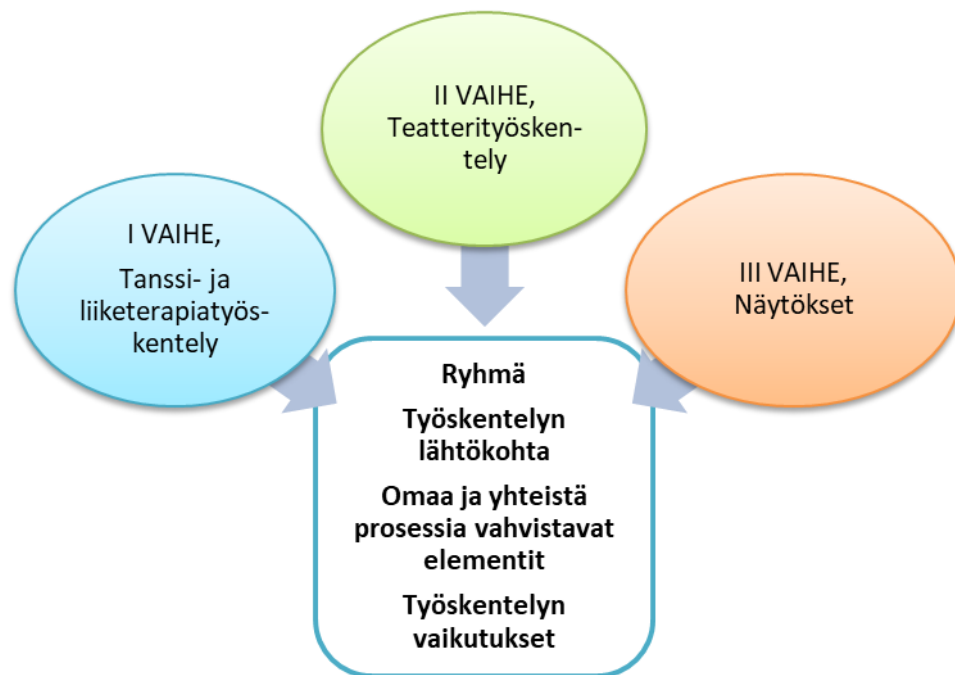 I VAIHE,
Tanssi- ja
liiketerapiatyös-
kentely
II VAIHE,
Teatterityösken-
tely
III VAIHE,
Näytökset
Ryhmä
Työskentelyn
lähtökohta
Omaa ja yhteistä
prosessia vahvistavat
elementit
Työskentelyn
vaikutukset